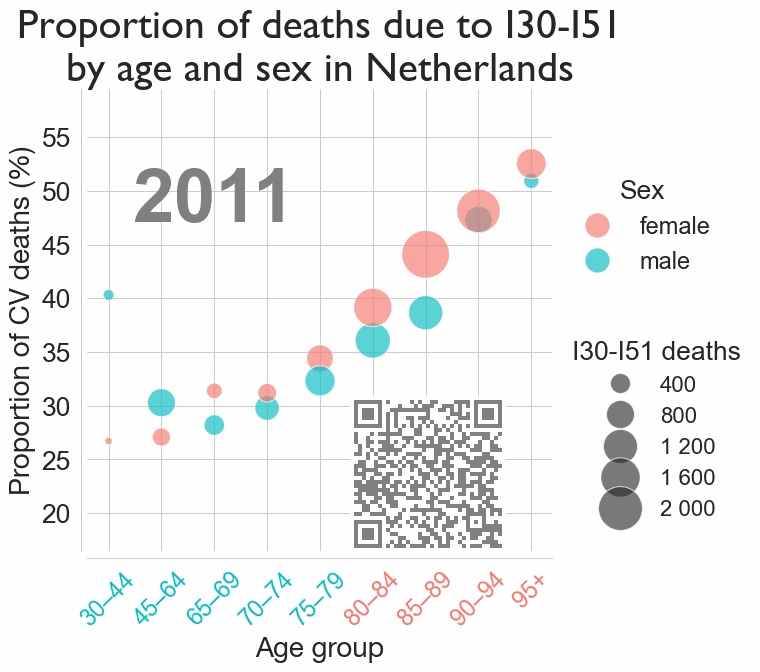 Proportion of deaths due to I30-I51
by age and sex in Netherlands
Proportion of CV deaths (%)
55
50
45
40
35
30
25
20
2011
30–44
45–64
65–69
70–74
75–79
80–84
85–89
90–94
95+
Age group
Sex
female
male
I30-I51 deaths
400
800
1 200
1 600
2 000